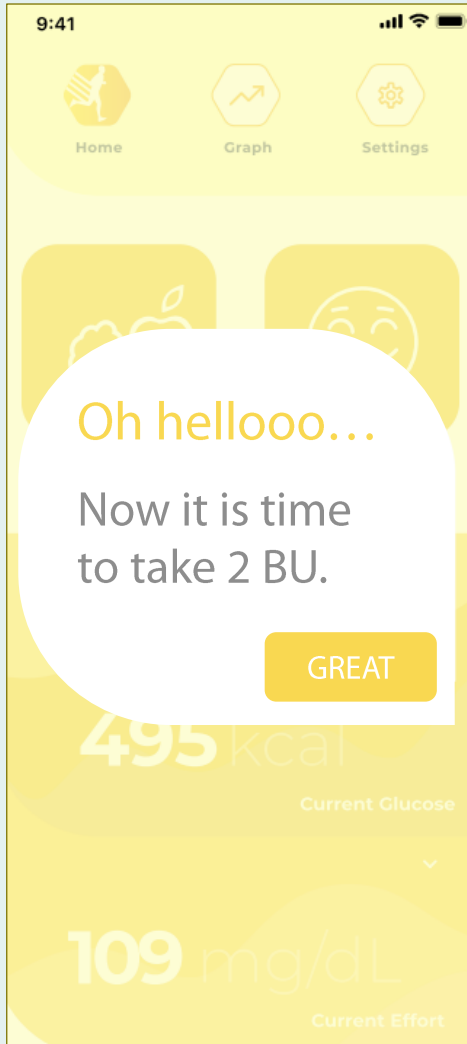 9:41
Home Graph Settings
Oh hellooo...
Now it is time
to take 2 BU.
GREAT
495 kcal
Current Glucose
109 mg/dL
Current Effort